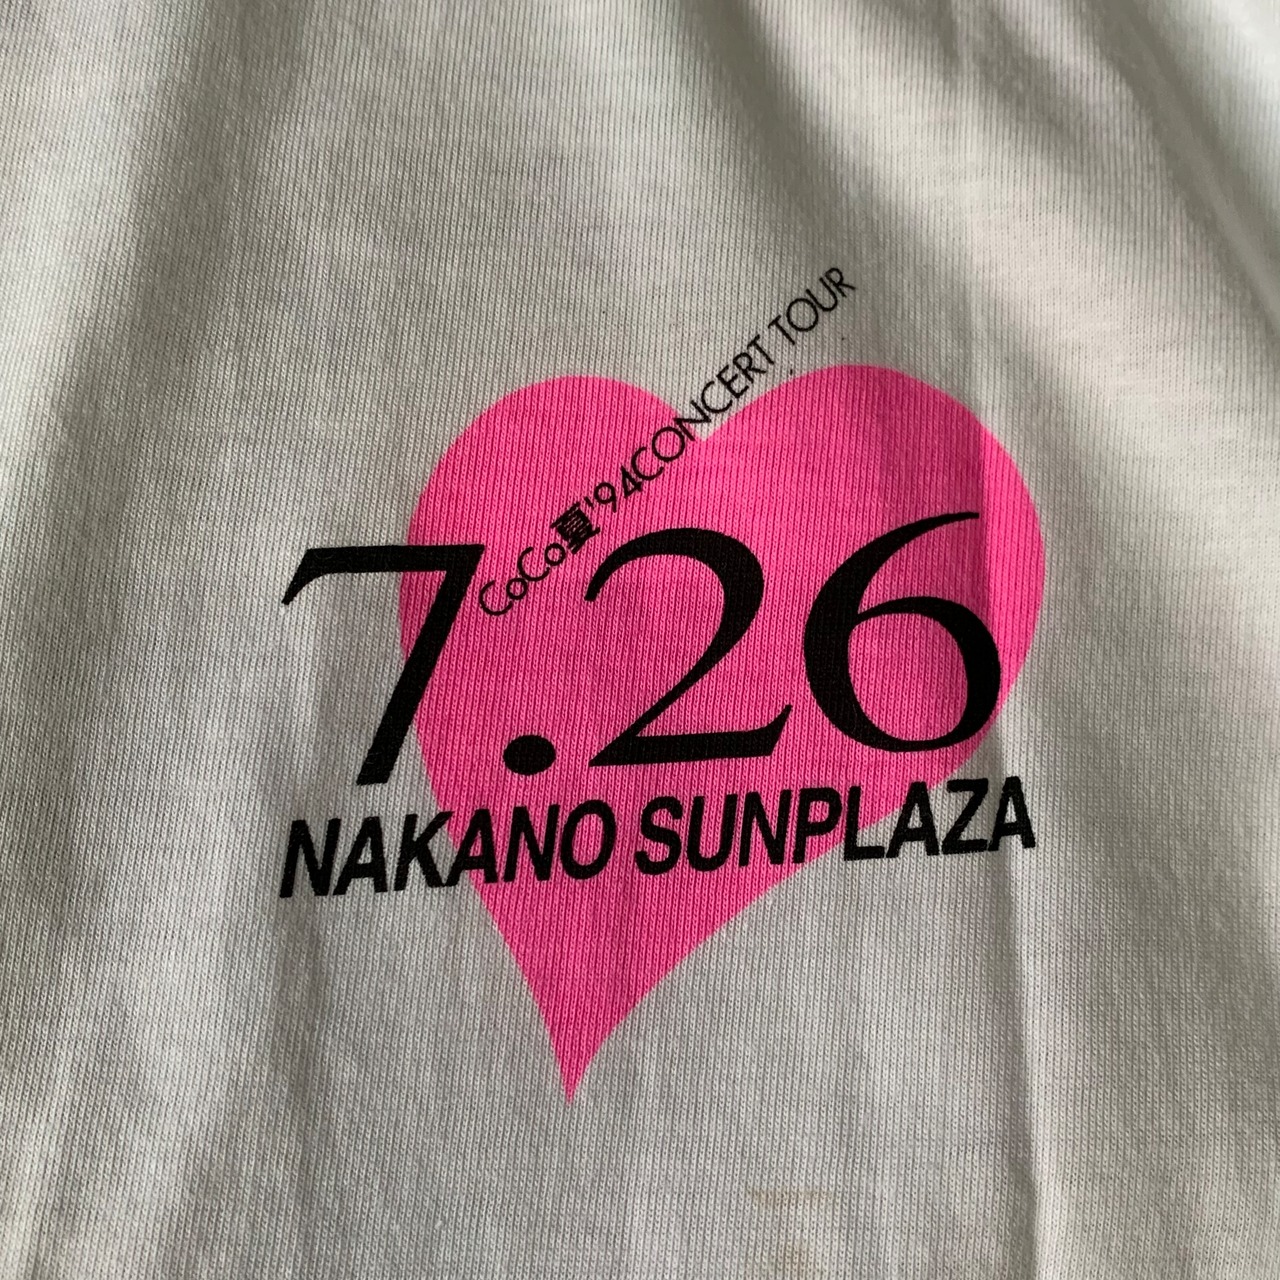 CoCo夏'94CONCERT TOUR
7.26
NAKANO SUNPLAZA